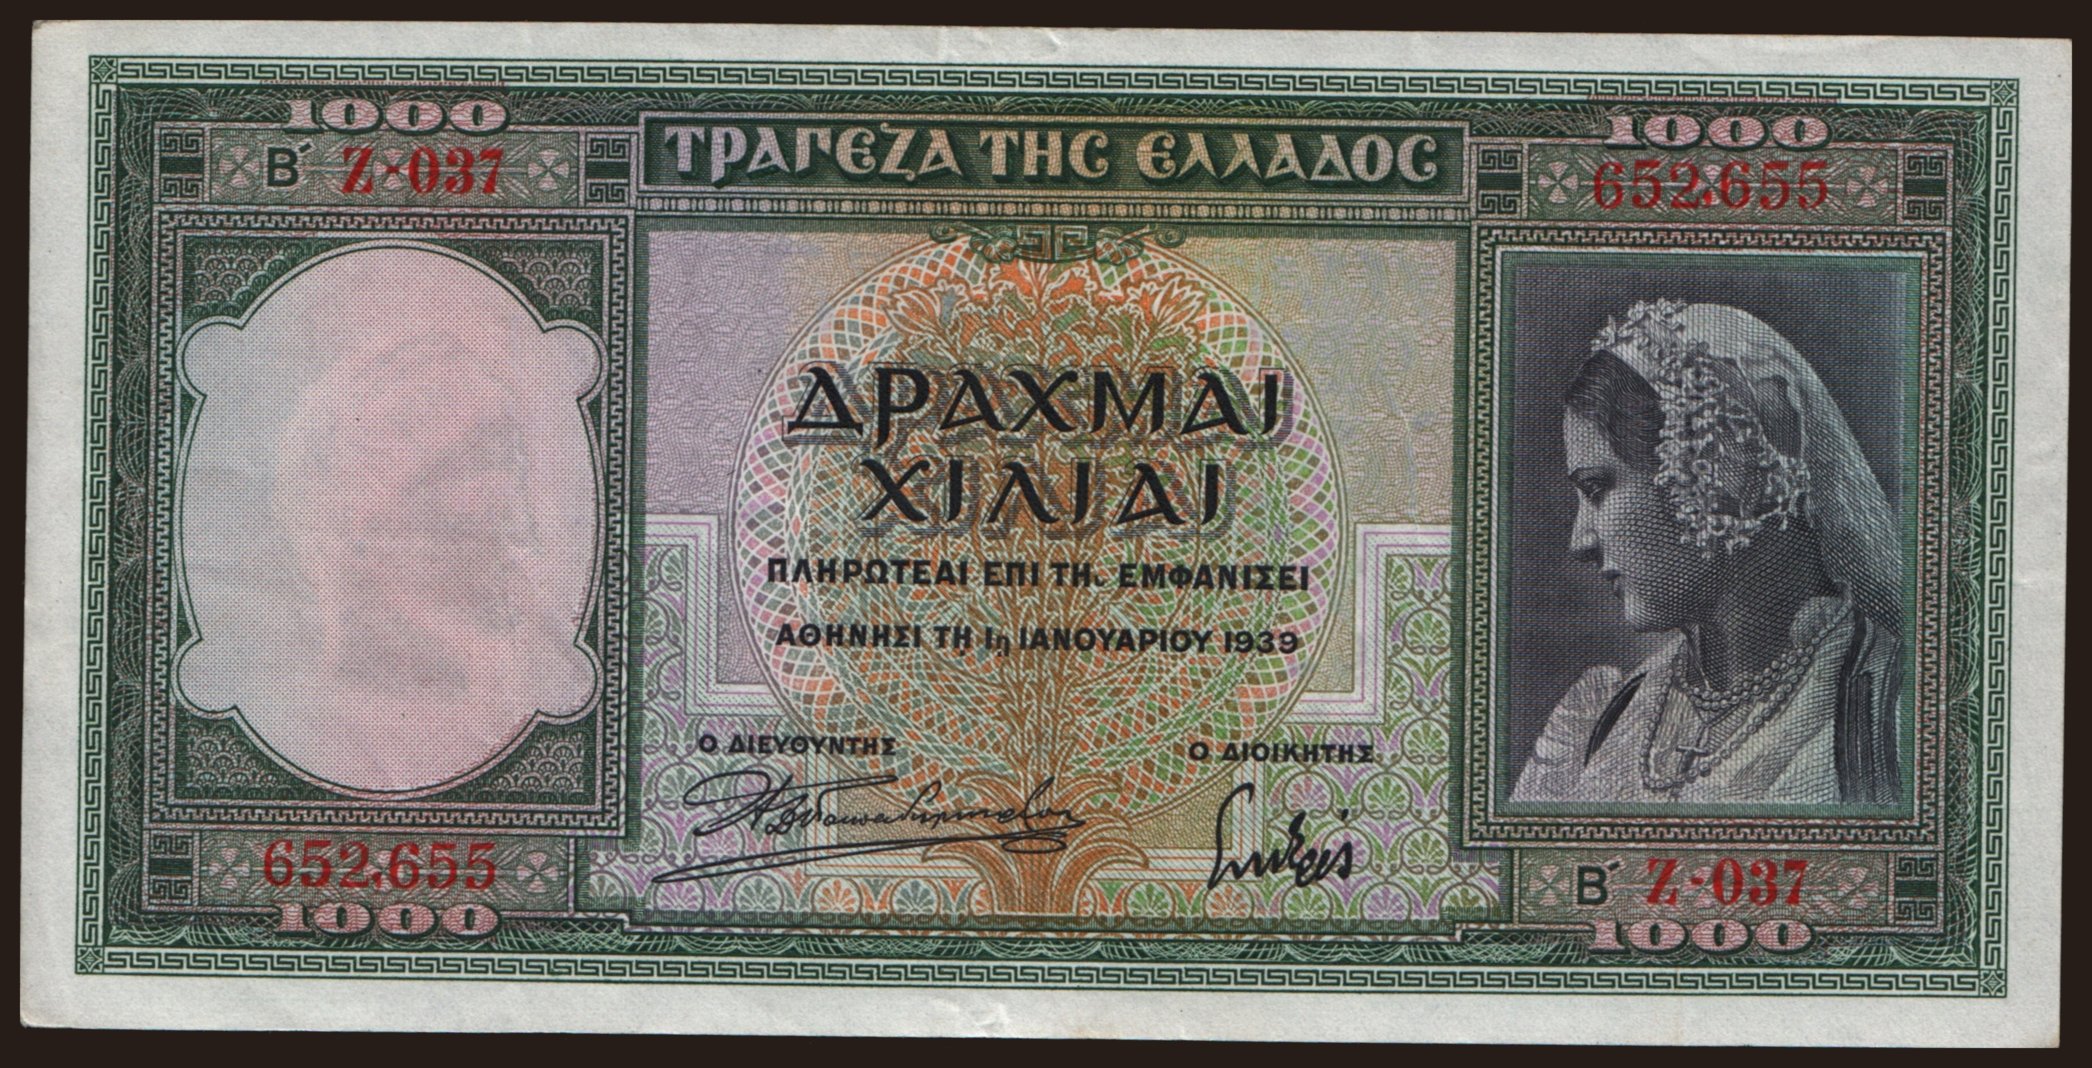 1000
1000
ΤΡΑΠΕΖΑ ΤΗΣ ΕΛΛΑΔΟΣ
Β΄ Ζ-037
652,655
ΔΡΑΧΜΑΙ
ΧΙΛΙΑΙ
ΠΛΗΡΩΤΕΑΙ ΕΠΙ ΤΗ ΕΜΦΑΝΙΣΕΙ
ΑΘΗΝΗΣΙ ΤΗ 1η ΙΑΝΟΥΑΡΙΟΥ 1939
Ο ΔΙΕΥΘΥΝΤΗΣ
Ο ΔΙΟΙΚΗΤΗΣ
652,655
Β΄ Ζ-037
1000
1000